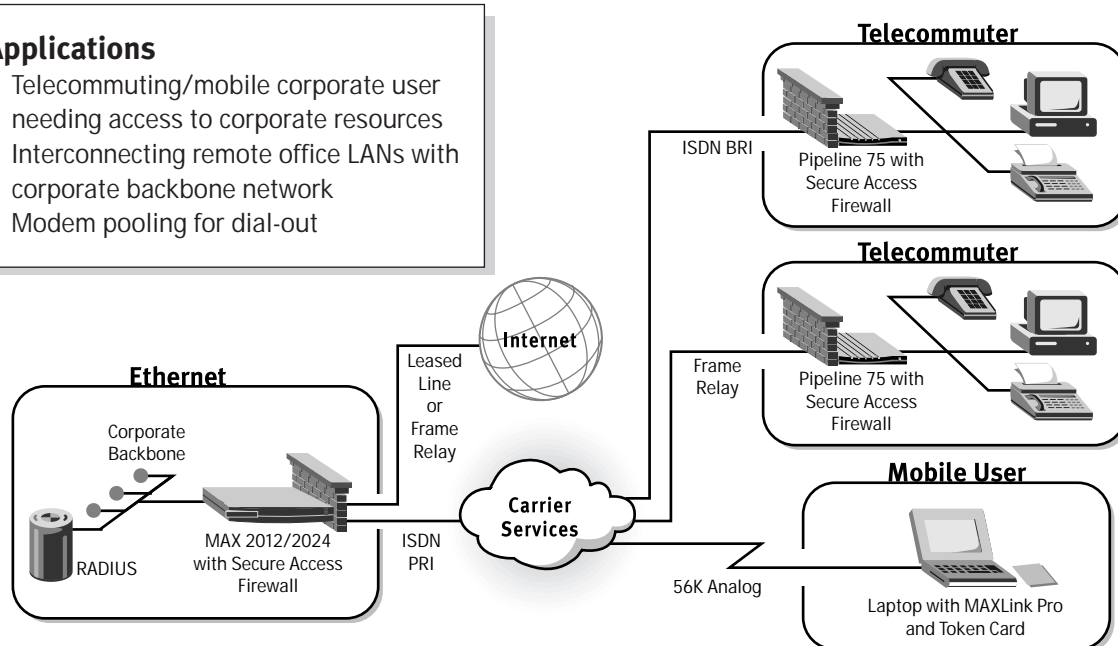 Applications
Telecommuting/mobile corporate user
needing access to corporate resources
Interconnecting remote office LANs with
corporate backbone network
Modem pooling for dial-out
Telecommuter
ISDN BRI
Pipeline 75 with
Secure Access
Firewall
Telecommuter
Frame
Relay
Pipeline 75 with
Secure Access
Firewall
Internet
Leased
Line
or
Frame
Relay
Ethernet
Corporate
Backbone
RADIUS
MAX 2012/2024
with Secure Access
Firewall
ISDN
PRI
Carrier
Services
56K Analog
Mobile User
Laptop with MAXLink Pro
and Token Card